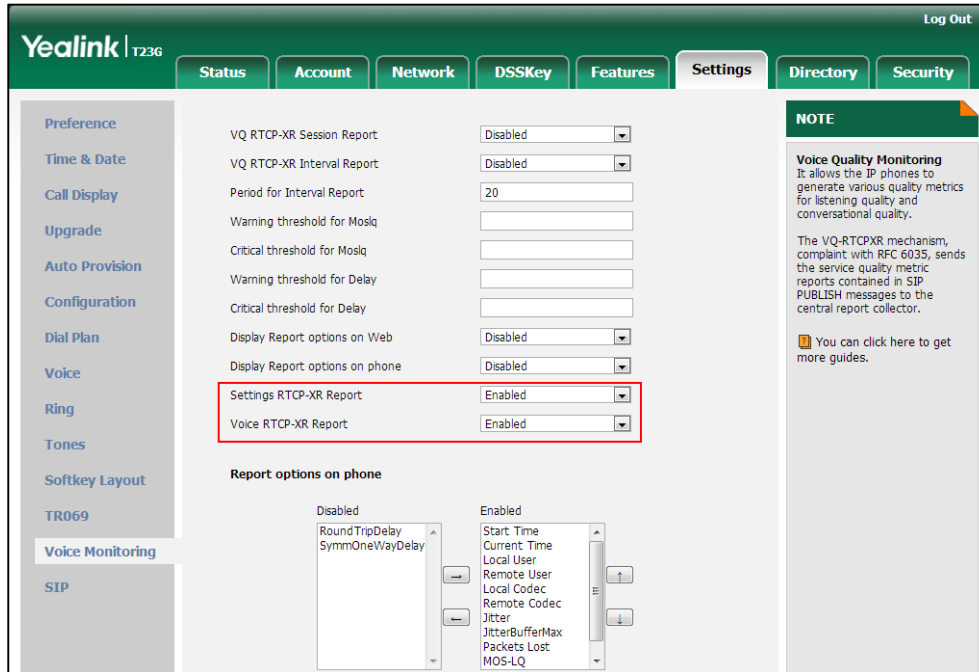 Log Out
Yealink T23G
Status Account Network DSSKey Features Settings Directory Security
Preference
Time & Date
Call Display
Upgrade
Auto Provision
Configuration
Dial Plan
Voice
Ring
Tones
Softkey Layout
TR069
Voice Monitoring
SIP
VQ RTCP-XR Session Report Disabled
VQ RTCP-XR Interval Report Disabled
Period for Interval Report 20
Warning threshold for Moslq
Critical threshold for Moslq
Warning threshold for Delay
Critical threshold for Delay
Display Report options on Web Disabled
Display Report options on phone Disabled
Settings RTCP-XR Report Enabled
Voice RTCP-XR Report Enabled
Report options on phone
Disabled
RoundTripDelay
SymmOneWayDelay
Enabled
Start Time
Current Time
Local User
Remote User
Local Codec
Remote Codec
Jitter
JitterBufferMax
Packets Lost
MOS-LQ
NOTE
Voice Quality Monitoring
It allows the IP phones to
generate various quality metrics
for listening quality and
conversational quality.
The VQ-RTCPXR mechanism,
complaint with RFC 6035, sends
the service quality metric
reports contained in SIP
PUBLISH messages to the
central report collector.
You can click here to get
more guides.